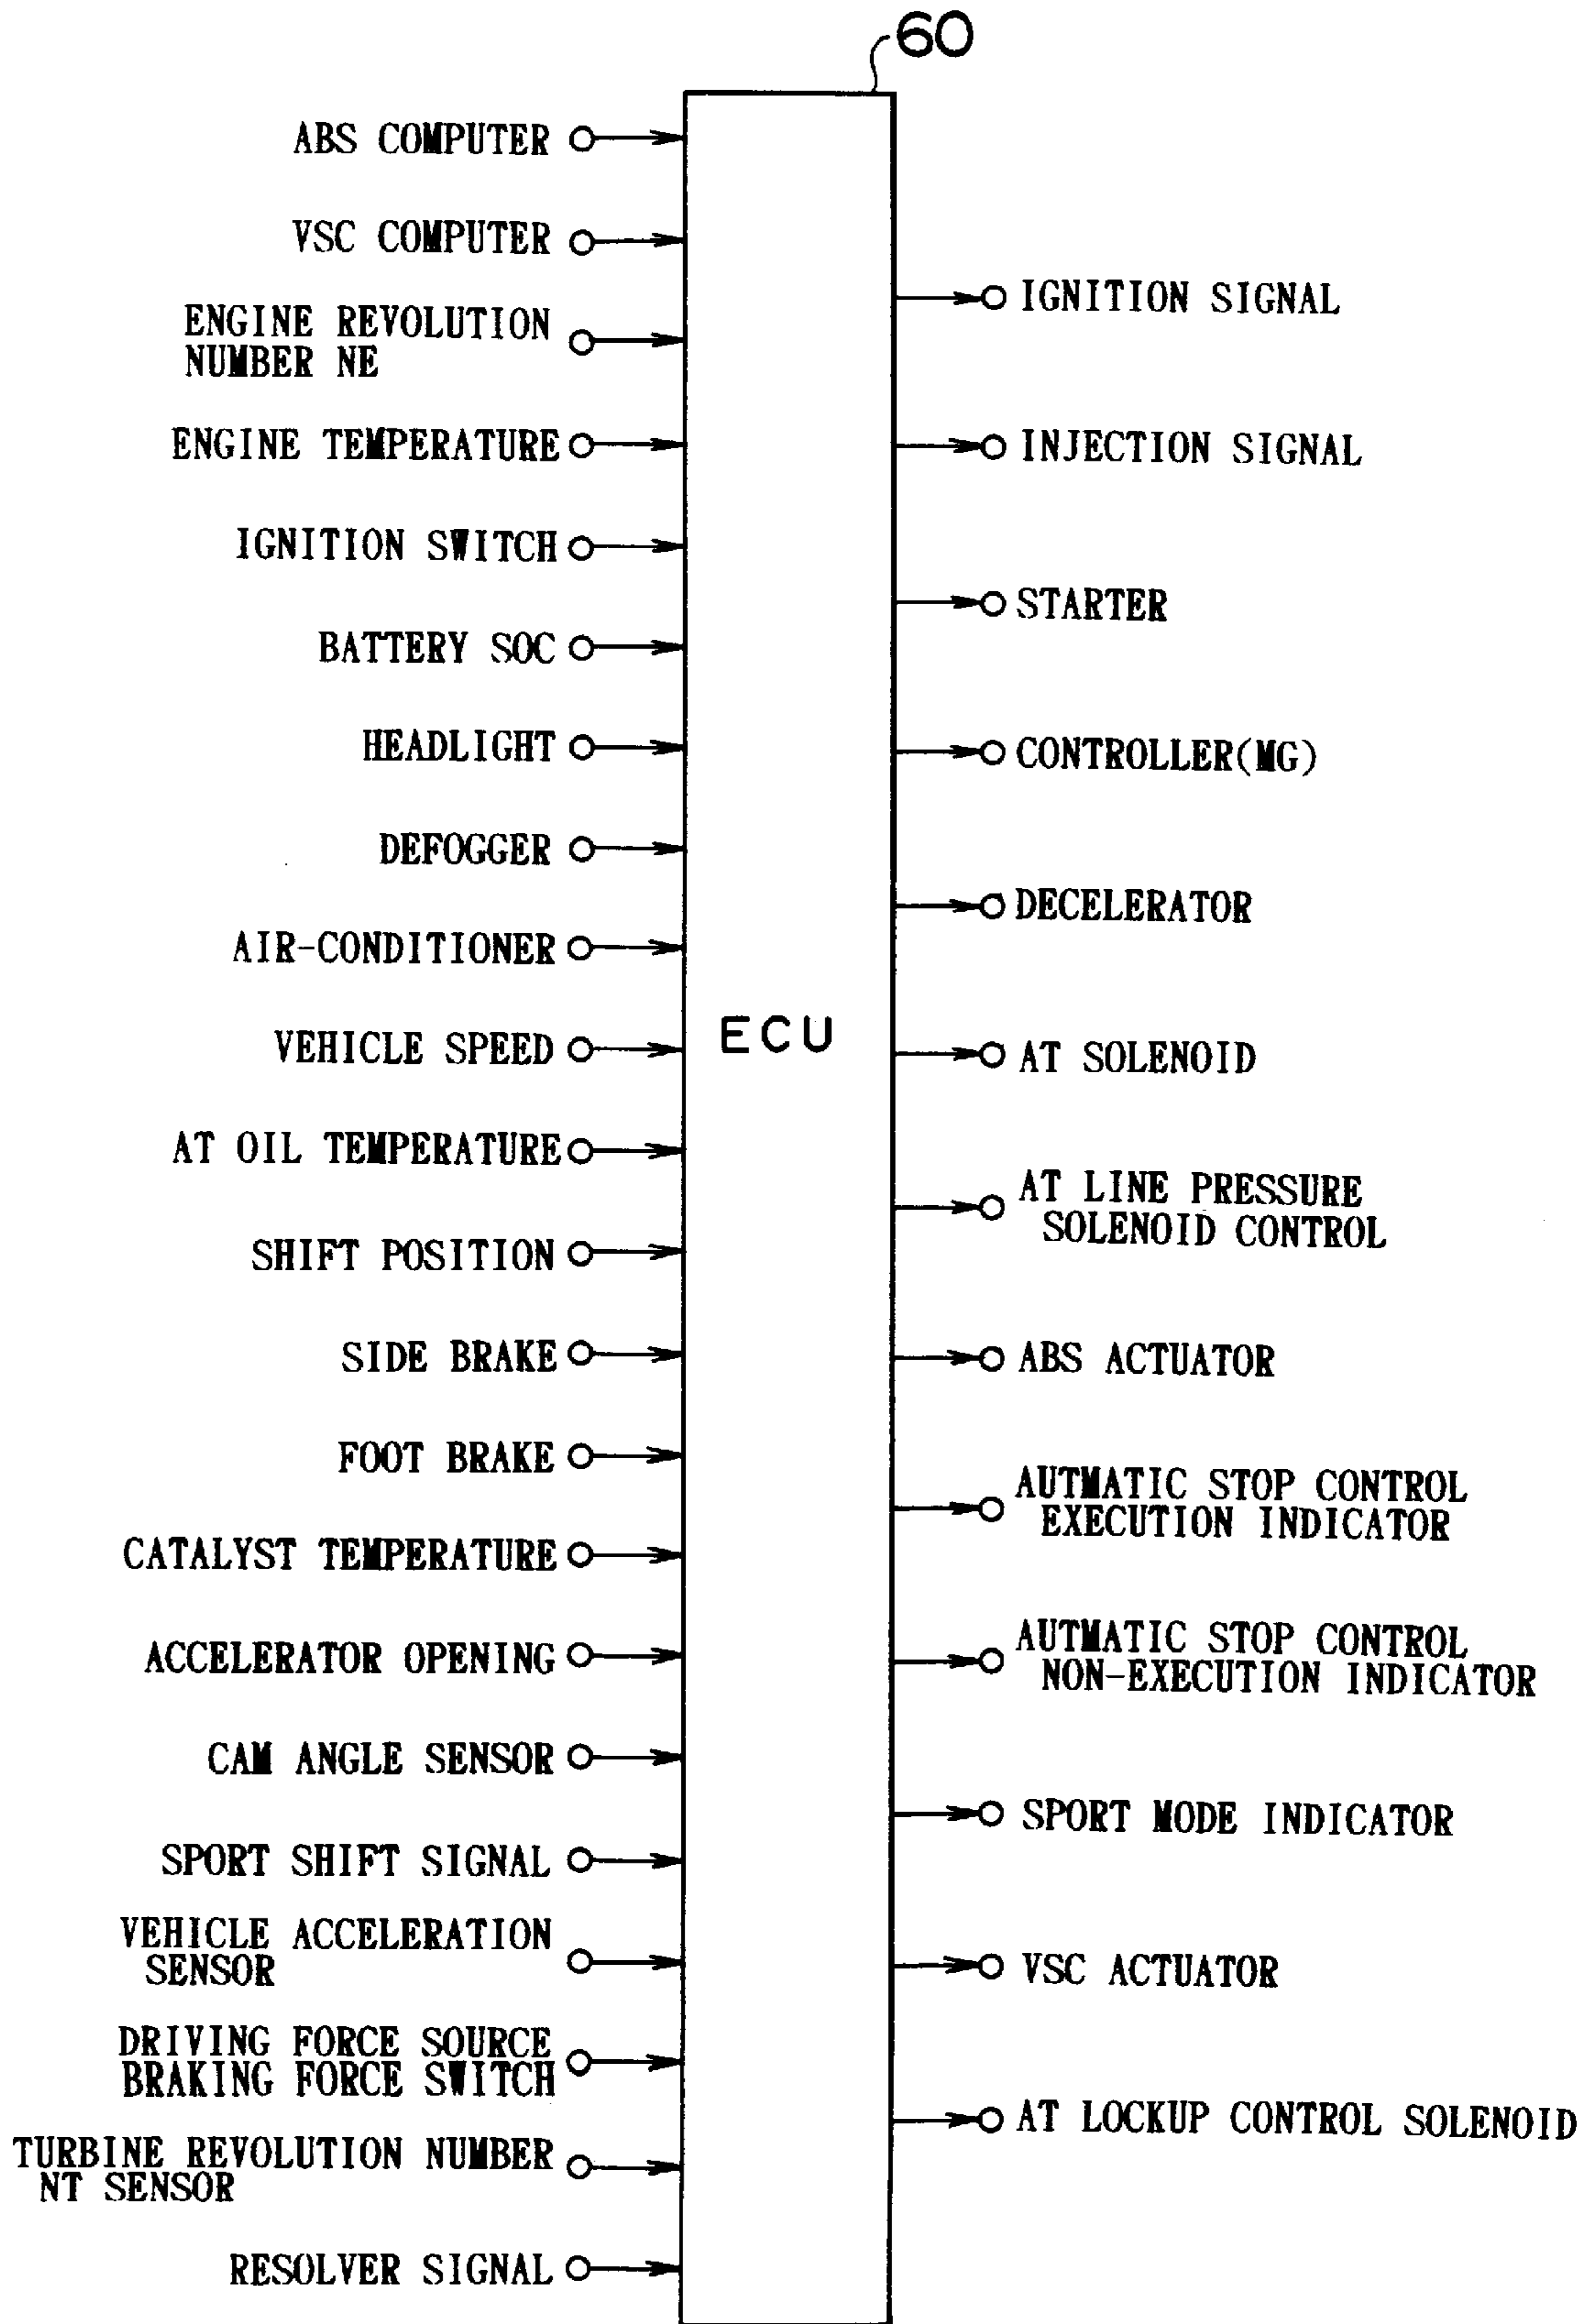 60
ABS COMPUTER
VSC COMPUTER
ENGINE REVOLUTION
NUMBER NE
ENGINE TEMPERATURE
IGNITION SWITCH
BATTERY SOC
HEADLIGHT
DEFOGGER
AIR-CONDITIONER
VEHICLE SPEED
AT OIL TEMPERATURE
SHIFT POSITION
SIDE BRAKE
FOOT BRAKE
CATALYST TEMPERATURE
ACCELERATOR OPENING
CAM ANGLE SENSOR
SPORT SHIFT SIGNAL
VEHICLE ACCELERATION
SENSOR
DRIVING FORCE SOURCE
BRAKING FORCE SWITCH
TURBINE REVOLUTION NUMBER
NT SENSOR
RESOLVER SIGNAL
ECU
IGNITION SIGNAL
INJECTION SIGNAL
STARTER
CONTROLLER(MG)
DECELERATOR
AT SOLENOID
AT LINE PRESSURE
SOLENOID CONTROL
ABS ACTUATOR
AUTMATIC STOP CONTROL
EXECUTION INDICATOR
AUTMATIC STOP CONTROL
NON-EXECUTION INDICATOR
SPORT MODE INDICATOR
VSC ACTUATOR
AT LOCKUP CONTROL SOLENOID